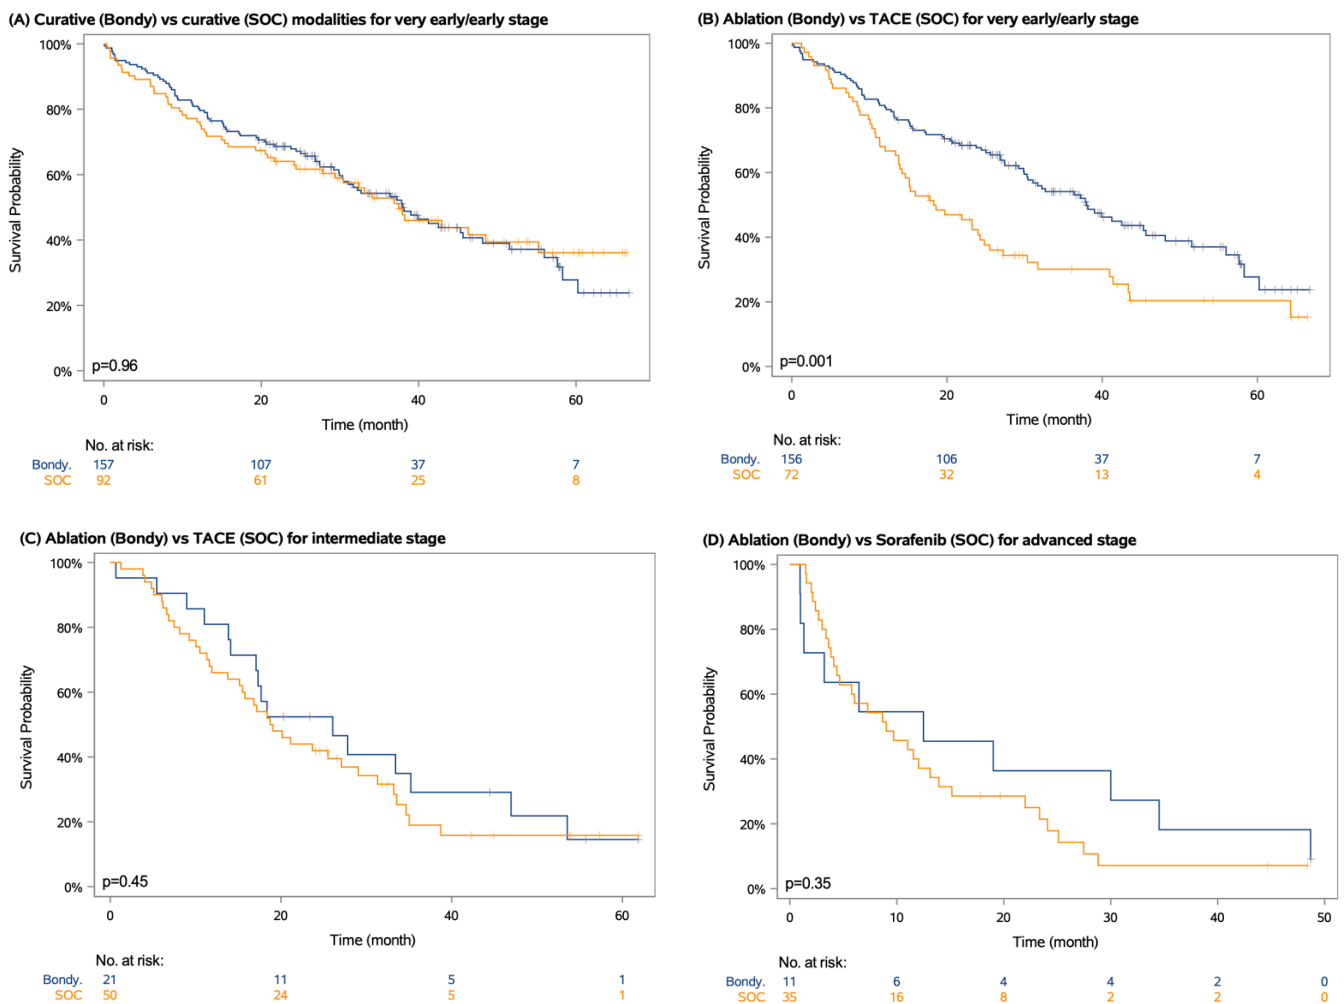 (A) Curative (Bondy) vs curative (SOC) modalities for very early/early stage
100%
80%
60%
40%
20%
0%
Survival Probability
p=0.96
0 20 40 60
Time (month)
No. at risk:
Bondy. 157 107 37 7
SOC 92 61 25 8
(B) Ablation (Bondy) vs TACE (SOC) for very early/early stage
100%
80%
60%
40%
20%
0%
Survival Probability
p=0.001
0 20 40 60
Time (month)
No. at risk:
Bondy. 156 106 37 7
SOC 72 32 13 4
(C) Ablation (Bondy) vs TACE (SOC) for intermediate stage
100%
80%
60%
40%
20%
0%
Survival Probability
p=0.45
0 20 40 60
Time (month)
No. at risk:
Bondy. 21 11 5 1
SOC 50 24 5 1
(D) Ablation (Bondy) vs Sorafenib (SOC) for advanced stage
100%
80%
60%
40%
20%
0%
Survival Probability
p=0.35
0 10 20 30 40 50
Time (month)
No. at risk:
Bondy. 11 6 4 4 2 0
SOC 35 16 8 2 2 0